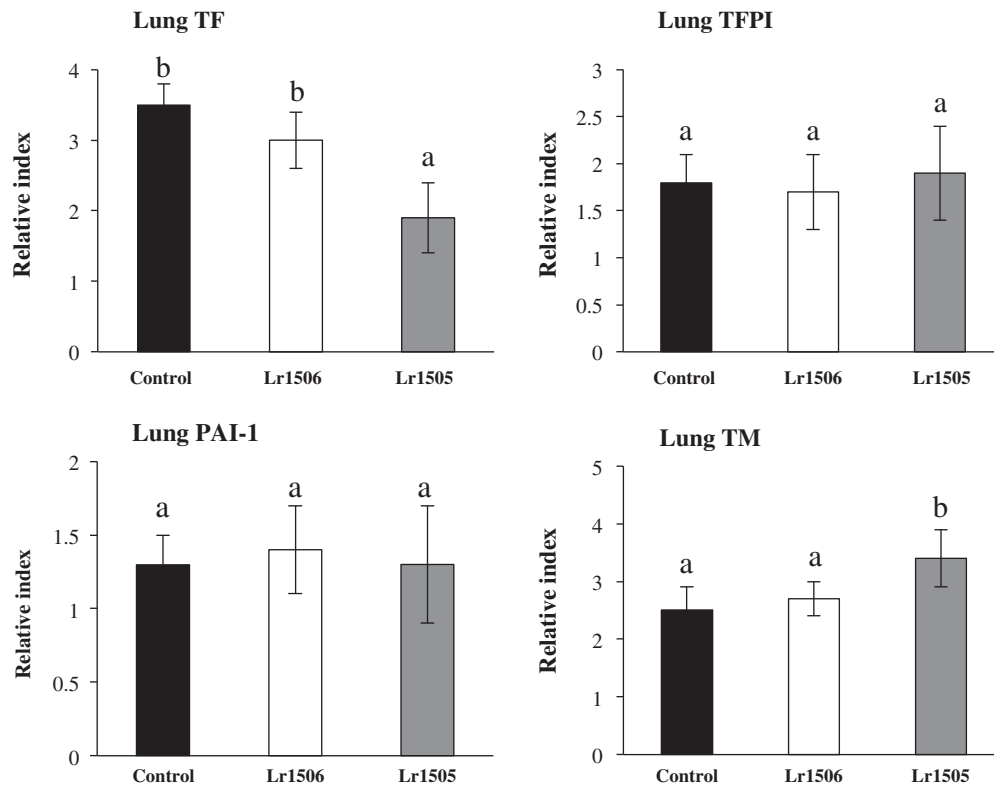 Lung TF
4
3
2
1
0
Relative index
b
b
a
Control Lr1506 Lr1505
Lung TFPI
3
2.5
2
1.5
1
0.5
0
Relative index
a
a
a
Control Lr1506 Lr1505
Lung PAI-1
2
1.5
1
0.5
0
Relative index
a
a
a
Control Lr1506 Lr1505
Lung TM
5
4
3
2
1
0
Relative index
a
a
b
Control Lr1506 Lr1505